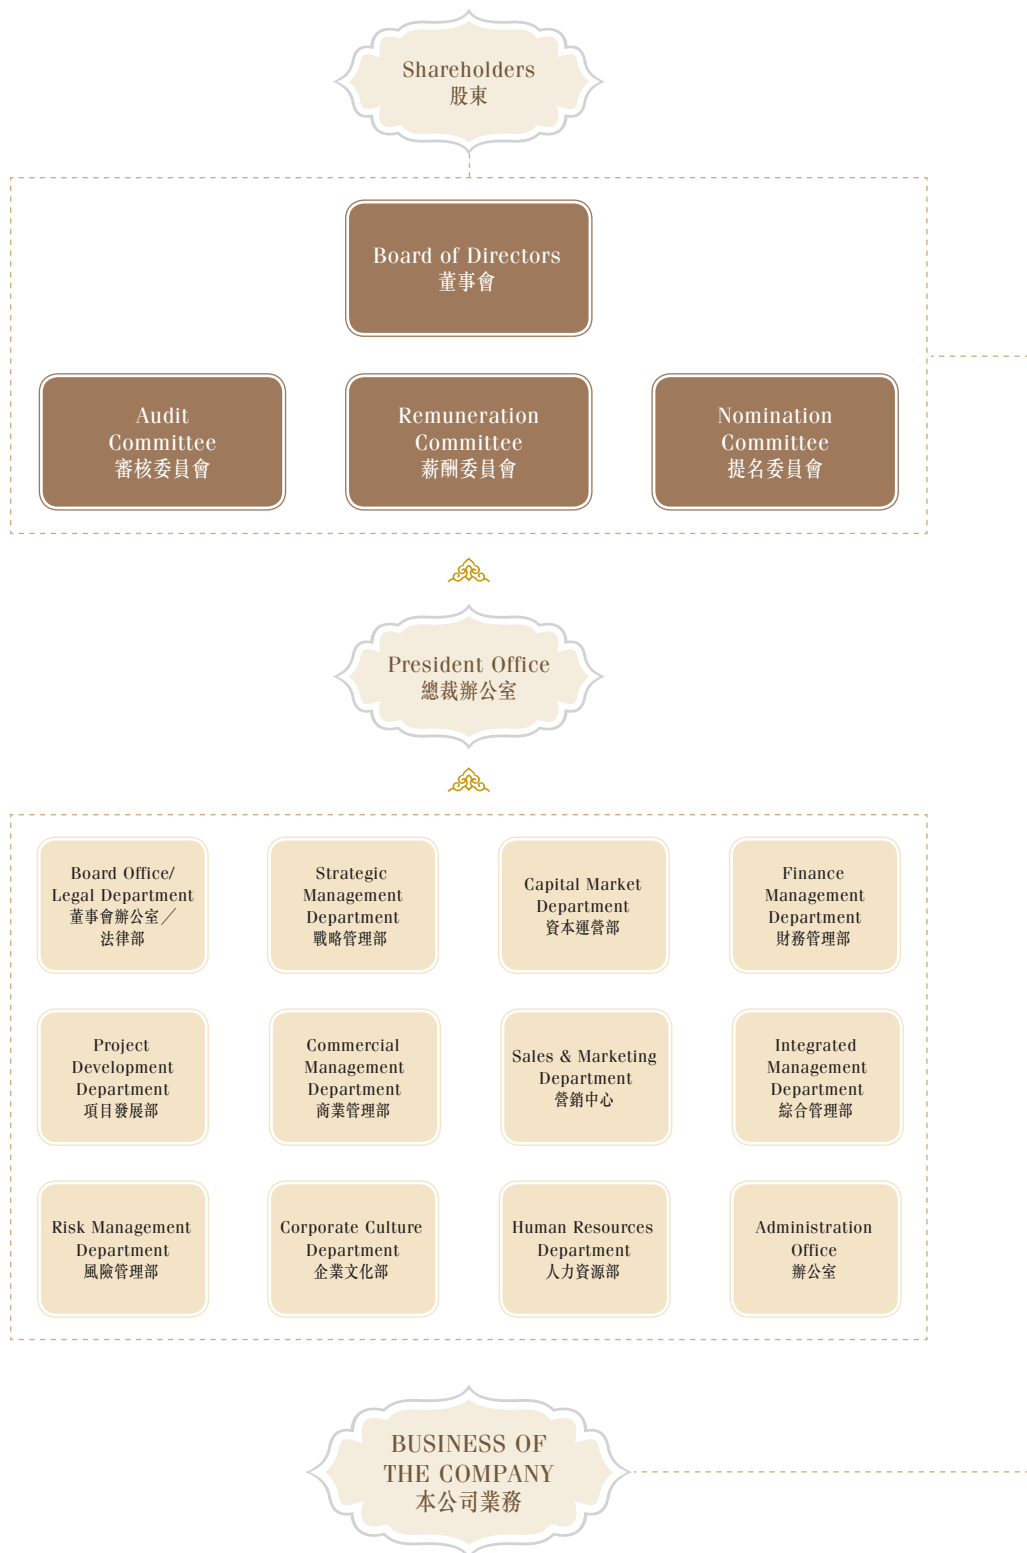 Shareholders
股東
Board of Directors
董事會
Audit
Committee
審核委員會
Remuneration
Committee
薪酬委員會
Nomination
Committee
提名委員會
President Office
總裁辦公室
Board Office/
Legal Department
董事會辦公室／
法律部
Strategic
Management
Department
戰略管理部
Capital Market
Department
資本運營部
Finance
Management
Department
財務管理部
Project
Development
Department
項目發展部
Commercial
Management
Department
商業管理部
Sales & Marketing
Department
營銷中心
Integrated
Management
Department
綜合管理部
Risk Management
Department
風險管理部
Corporate Culture
Department
企業文化部
Human Resources
Department
人力資源部
Administration
Office
辦公室
BUSINESS OF
THE COMPANY
本公司業務